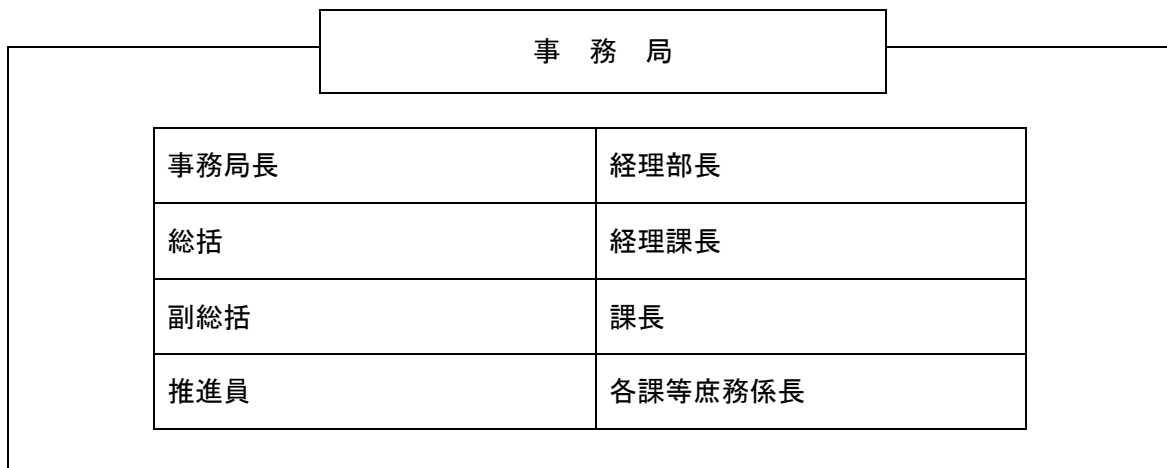 事　務　局
事務局長 経理部長
総括 経理課長
副総括 課長
推進員 各課等庶務係長